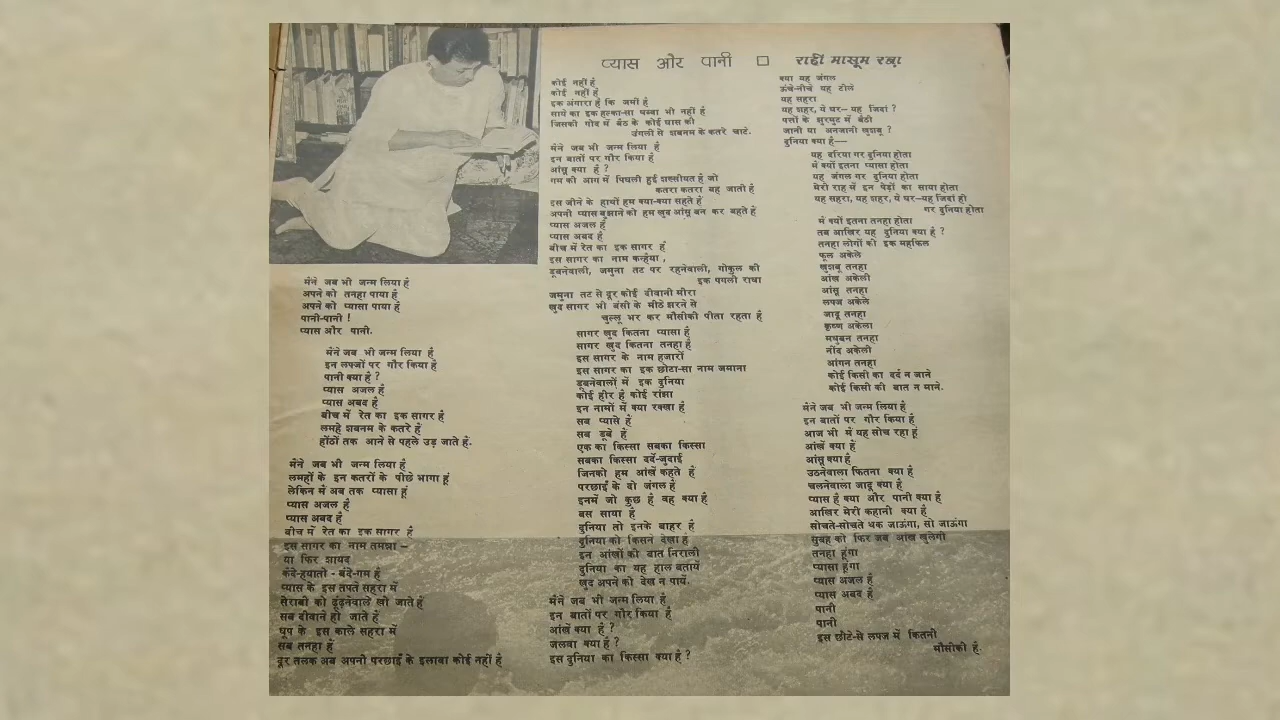 प्यास ओर पानी □ राही मासूम रज़ा
मैंने जब भी जन्म लिया है
अपने को तनहा पाया है
अपने को प्यासा पाया है
पानी-पानी !
प्यास और पानी.
मैंने जब भी जन्म लिया है
इन लफ्जों पर गौर किया है
पानी क्या है ?
प्यास अजल है
प्यास अबद है
बीच में रेत का इक सागर है
लमहे शबनम के कतरे हैं
होंठों तक आने से पहले उड़ जाते हैं.
मैंने जब भी जन्म लिया है
लमहों के इन कतरों के पीछे भागा हूं
लेकिन मैं अब तक प्यासा हूं
प्यास अजल है
प्यास अबद है
बीच में रेत का इक सागर है
इस सागर का नाम तमन्ना –
या फिर शायद
कैदे-हयातो - बंदे-गम है
प्यास के इस तपते सहरा में
सैराबी को ढूंढ़नेवाले खो जाते हैं
सब दीवाने हो जाते हैं
धूप के इस काले सहरा में
सब तनहा हैं
दूर तलक अब अपनी परछाईं के इलावा कोई नहीं है
कोई नहीं है
कोई नहीं है
इक अंगारा है कि जमीं है
साये का इक हल्का-सा धब्बा भी नहीं है
जिसकी गोद में बैठ के कोई घास की
उंगली से शबनम के कतरे चाटे.
मैंने जब भी जन्म लिया है
इन बातों पर गौर किया है
आंसू क्या है ?
गम की आग में पिघली हुई शख्सीयत है जो
कतरा कतरा बह जाती है
इस जीने के हाथों हम क्या-क्या सहते हैं
अपनी प्यास बुझाने को हम खुद आंसू बन कर बहते हैं
प्यास अजल है
प्यास अबद है
बीच में रेत का इक सागर है
इस सागर का नाम कन्हैया ,
डूबनेवाली, जमुना तट पर रहनेवाली, गोकुल की
इक पगली राधा
जमुना तट से दूर कोई दीवानी मीरा
खुद सागर भी बंसी के मीठे झरने से
चुल्लू भर कर मौसीकी पीता रहता है
सागर खुद कितना प्यासा है
सागर खुद कितना तनहा है
इस सागर के नाम हजारों
इस सागर का इक छोटा-सा नाम जमाना
डूबनेवालों में इक दुनिया
कोई हीर है कोई रांझा
इन नामों में क्या रक्खा है
सब प्यासे हैं
सब डूबे हैं
एक का किस्सा सबका किस्सा
सबका किस्सा दर्दे-जुदाई
जिनको हम आंखें कहते हैं
परछाईं के दो जंगल हैं
इनमें जो कुछ है वह क्या है
बस साया है
दुनिया तो इनके बाहर है
दुनिया को किसने देखा है
इन आंखों की बात निराली
दुनिया का यह हाल बतायें
खुद अपने को देख न पायें.
मैंने जब भी जन्म लिया है
इन बातों पर गौर किया है
आंखें क्या हैं ?
जलवा क्या है ?
इस दुनिया का किस्सा क्या है ?
क्या यह जंगल
ऊंचे-नीचे यह टीले
यह सहरा
यह शहर, ये घर— यह जिंदां ?
पत्तों के झुरमुट में बैठी
जानी या अनजानी खुशबू ?
दुनिया क्या है—
यह दरिया गर दुनिया होता
मैं क्यों इतना प्यासा होता
यह जंगल गर दुनिया होता
मेरी राह में इन पेड़ों का साया होता
यह सहरा, यह शहर, ये घर—यह जिंदां ही
गर दुनिया होता
मैं क्यों इतना तनहा होता
तब आखिर यह दुनिया क्या है ?
तनहा लोगों की इक महफिल
फूल अकेले
खुशबू तनहा
आंख अकेली
आंसू तनहा
लफ्ज अकेले
जादू तनहा
कृष्ण अकेला
मधुबन तनहा
नींद अकेली
आंगन तनहा
कोई किसी का दर्द न जाने
कोई किसी की बात न माने.
मैंने जब भी जन्म लिया है
इन बातों पर गौर किया है
आज भी मैं यह सोच रहा हूं
आंखें क्या हैं
आंसू क्या है
उठनेवाला फितना क्या है
चलनेवाला जादू क्या है
प्यास है क्या और पानी क्या है
आखिर मेरी कहानी क्या है
सोचते-सोचते थक जाऊंगा, सो जाऊंगा
सुबह को फिर जब आंख खुलेगी
तनहा हूंगा
प्यासा हूंगा
प्यास अजल है
प्यास अबद है
पानी
पानी
इस छोटे-से लफ्ज में कितनी
मौसीकी है.